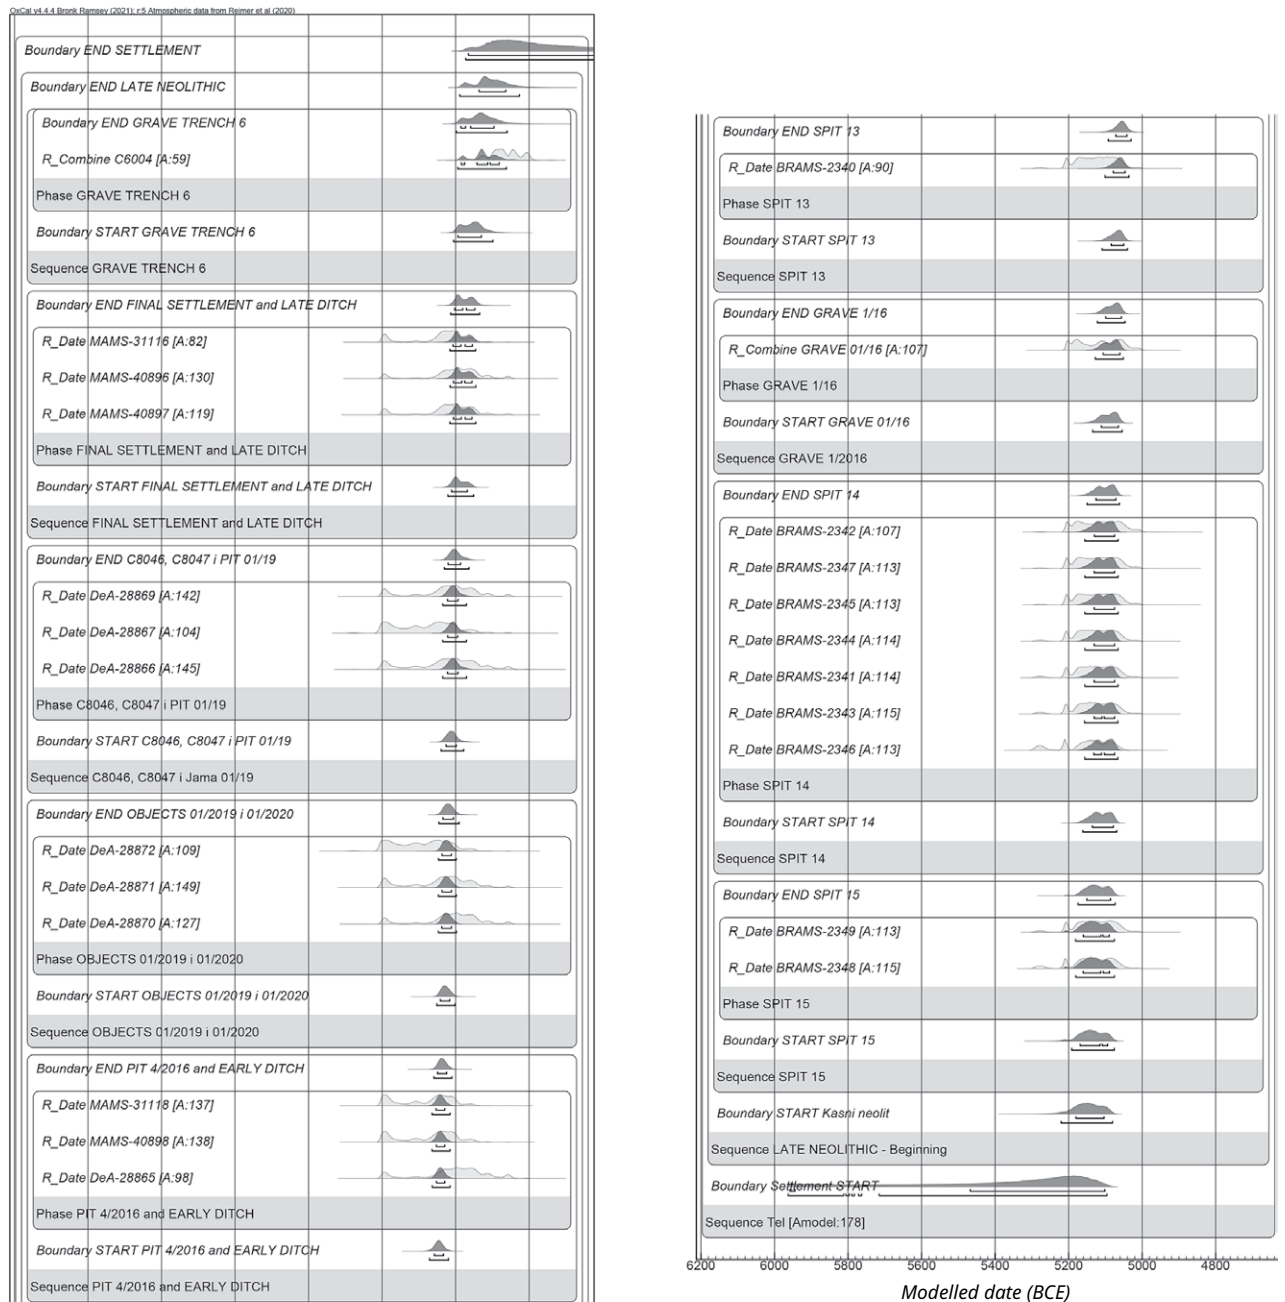 OxCal v4.4.4 Bronk Ramsey (2021); r:5 Atmospheric data from Reimer et al (2020)
Boundary END SETTLEMENT
Boundary END LATE NEOLITHIC
Boundary END GRAVE TRENCH 6
R_Combine C6004 [A:59]
Phase GRAVE TRENCH 6
Boundary START GRAVE TRENCH 6
Sequence GRAVE TRENCH 6
Boundary END FINAL SETTLEMENT and LATE DITCH
R_Date MAMS-31116 [A:82]
R_Date MAMS-40896 [A:130]
R_Date MAMS-40897 [A:119]
Phase FINAL SETTLEMENT and LATE DITCH
Boundary START FINAL SETTLEMENT and LATE DITCH
Sequence FINAL SETTLEMENT and LATE DITCH
Boundary END C8046, C8047 i PIT 01/19
R_Date DeA-28869 [A:142]
R_Date DeA-28867 [A:104]
R_Date DeA-28866 [A:145]
Phase C8046, C8047 i PIT 01/19
Boundary START C8046, C8047 i PIT 01/19
Sequence C8046, C8047 i Jama 01/19
Boundary END OBJECTS 01/2019 i 01/2020
R_Date DeA-28872 [A:109]
R_Date DeA-28871 [A:149]
R_Date DeA-28870 [A:127]
Phase OBJECTS 01/2019 i 01/2020
Boundary START OBJECTS 01/2019 i 01/2020
Sequence OBJECTS 01/2019 i 01/2020
Boundary END PIT 4/2016 and EARLY DITCH
R_Date MAMS-31118 [A:137]
R_Date MAMS-40898 [A:138]
R_Date DeA-28865 [A:98]
Phase PIT 4/2016 and EARLY DITCH
Boundary START PIT 4/2016 and EARLY DITCH
Sequence PIT 4/2016 and EARLY DITCH
Boundary END SPIT 13
R_Date BRAMS-2340 [A:90]
Phase SPIT 13
Boundary START SPIT 13
Sequence SPIT 13
Boundary END GRAVE 1/16
R_Combine GRAVE 01/16 [A:107]
Phase GRAVE 1/16
Boundary START GRAVE 01/16
Sequence GRAVE 1/2016
Boundary END SPIT 14
R_Date BRAMS-2342 [A:107]
R_Date BRAMS-2347 [A:113]
R_Date BRAMS-2345 [A:113]
R_Date BRAMS-2344 [A:114]
R_Date BRAMS-2341 [A:114]
R_Date BRAMS-2343 [A:115]
R_Date BRAMS-2346 [A:113]
Phase SPIT 14
Boundary START SPIT 14
Sequence SPIT 14
Boundary END SPIT 15
R_Date BRAMS-2349 [A:113]
R_Date BRAMS-2348 [A:115]
Phase SPIT 15
Boundary START SPIT 15
Sequence SPIT 15
Boundary START Kasni neolit
Sequence LATE NEOLITHIC - Beginning
Boundary Settlement START
Sequence Tel [Amodel:178]
6200 6000 5800 5600 5400 5200 5000 4800
Modelled date (BCE)